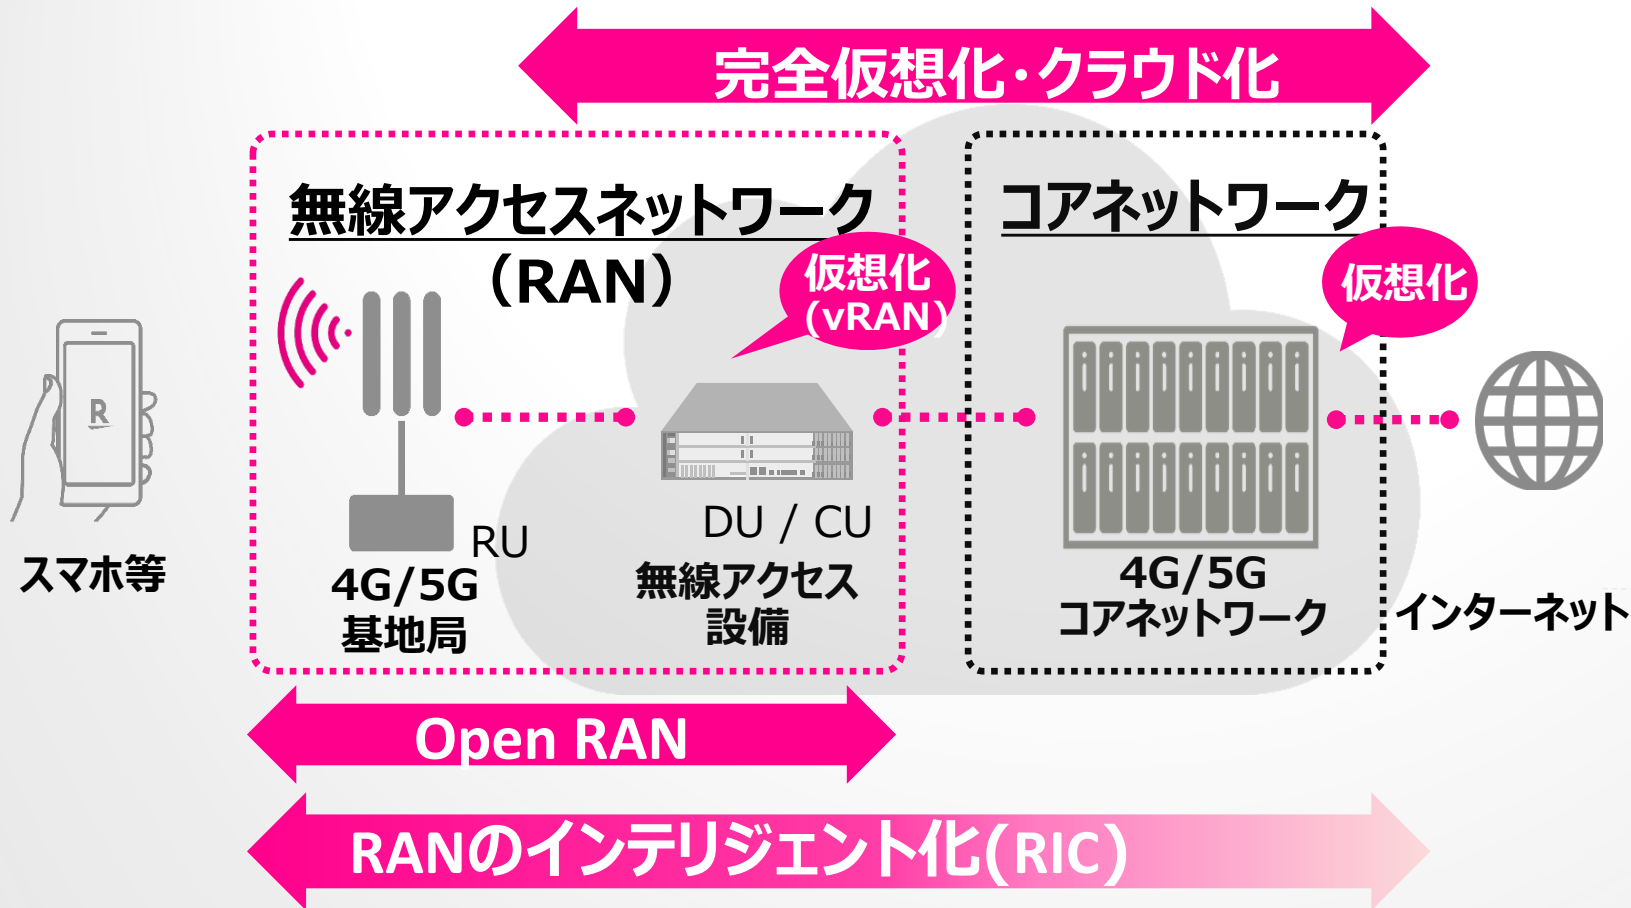 完全仮想化・クラウド化
無線アクセスネットワーク
（RAN）
コアネットワーク
仮想化
(vRAN)
仮想化
R
RU
DU / CU
スマホ等
4G/5G
基地局
無線アクセス
設備
4G/5G
コアネットワーク
インターネット
Open RAN
RANのインテリジェント化(RIC)